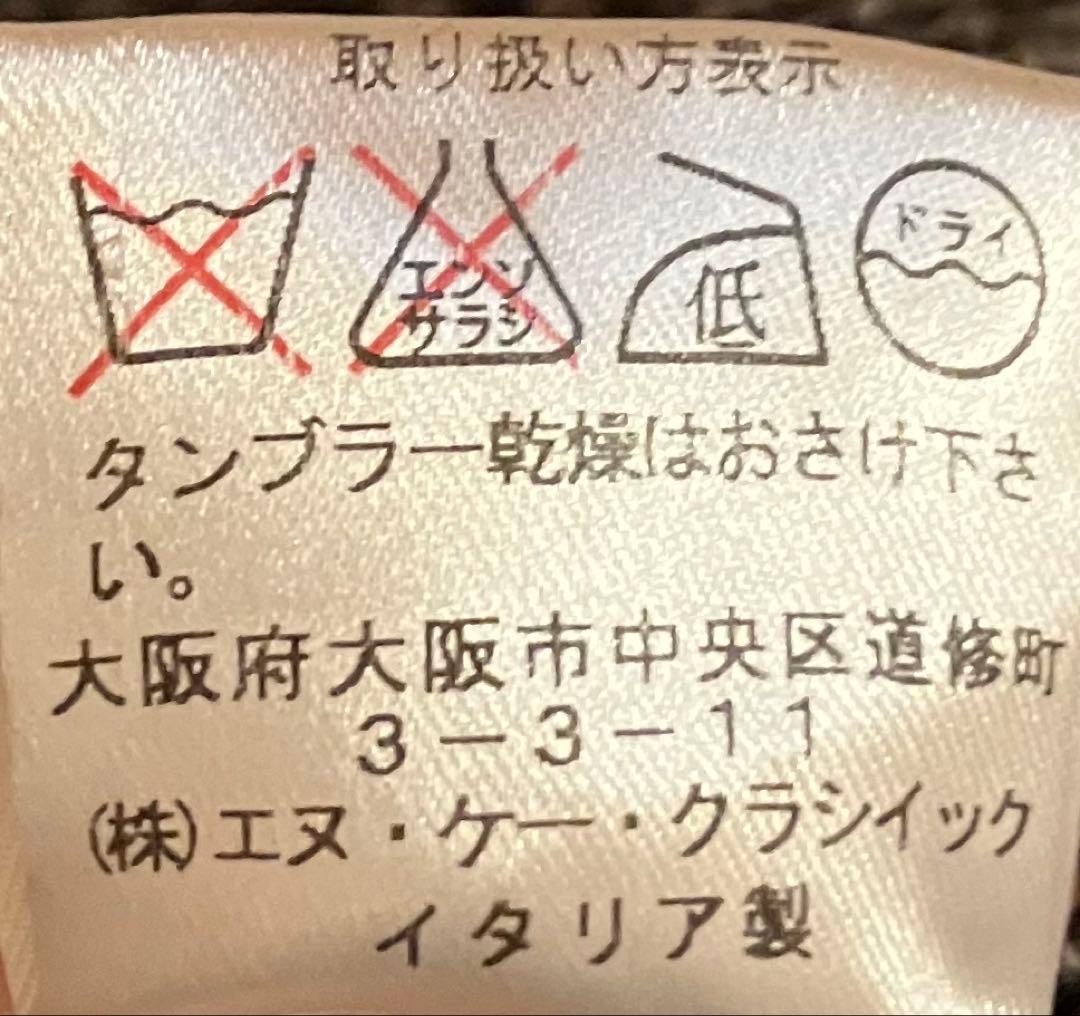 取り扱い方表示
エンソ
サラシ
低
ドライ
タンブラー乾燥はおさけ下さ
い。
大阪府大阪市中央区道修町
3－3－11
(株)エヌ・ケー・クラシイック
イタリア製